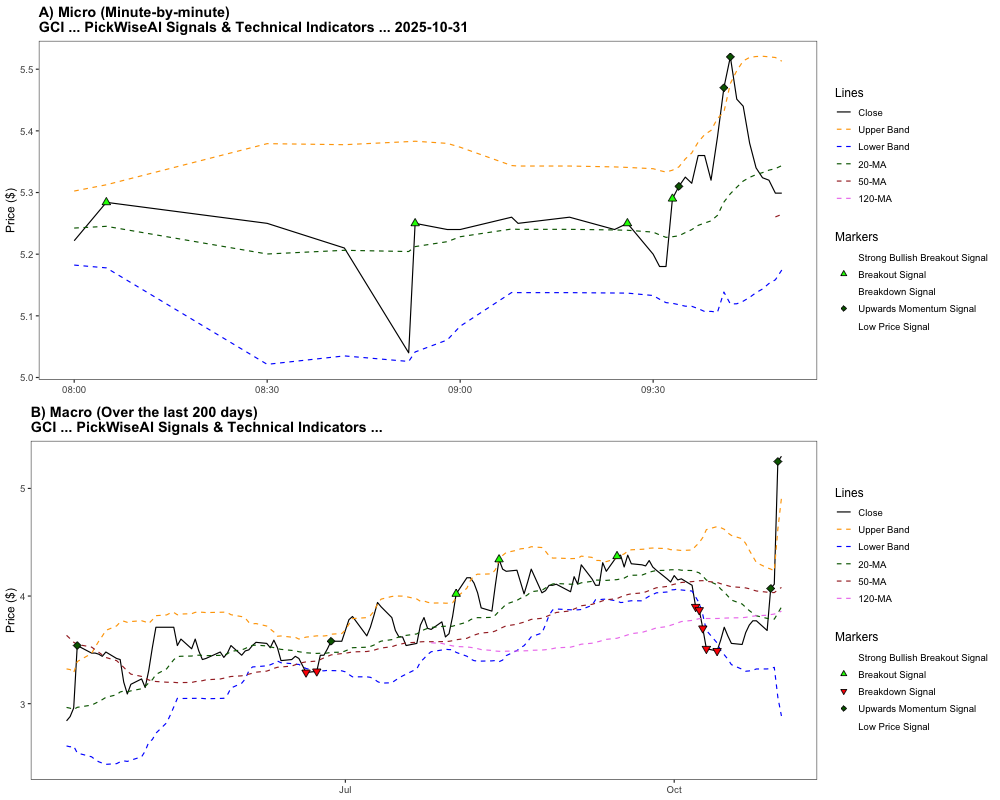 A) Micro (Minute-by-minute)
GCI ... PickWiseAI Signals & Technical Indicators ... 2025-10-31
Price ($)
5.5
5.4
5.3
5.2
5.1
5.0
08:00
08:30
09:00
09:30
Lines
Close
Upper Band
Lower Band
20-MA
50-MA
120-MA
Markers
Strong Bullish Breakout Signal
Breakout Signal
Breakdown Signal
Upwards Momentum Signal
Low Price Signal
B) Macro (Over the last 200 days)
GCI ... PickWiseAI Signals & Technical Indicators ...
Price ($)
5
4
3
Jul
Oct
Lines
Close
Upper Band
Lower Band
20-MA
50-MA
120-MA
Markers
Strong Bullish Breakout Signal
Breakout Signal
Breakdown Signal
Upwards Momentum Signal
Low Price Signal